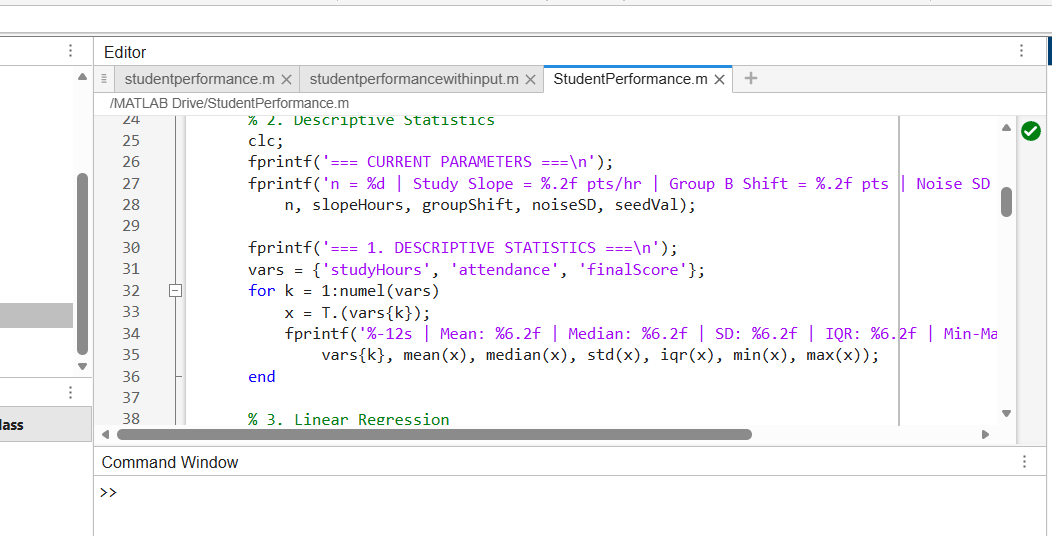 Editor
studentperformance.m
studentperformancewithinput.m
StudentPerformance.m
/MATLAB Drive/StudentPerformance.m
24 % 2. Descriptive Statistics
25 clc;
26 fprintf('=== CURRENT PARAMETERS ===\n');
27 fprintf('n = %d | Study Slope = %.2f pts/hr | Group B Shift = %.2f pts | Noise SD
28 n, slopeHours, groupShift, noiseSD, seedVal);
29
30 fprintf('=== 1. DESCRIPTIVE STATISTICS ===\n');
31 vars = {'studyHours', 'attendance', 'finalScore'};
32 for k = 1:numel(vars)
33 x = T.(vars{k});
34 fprintf('%-12s | Mean: %6.2f | Median: %6.2f | SD: %6.2f | IQR: %6.2f | Min-Ma
35 vars{k}, mean(x), median(x), std(x), iqr(x), min(x), max(x));
36 end
37
38 % 3. Linear Regression
lass
Command Window
>>